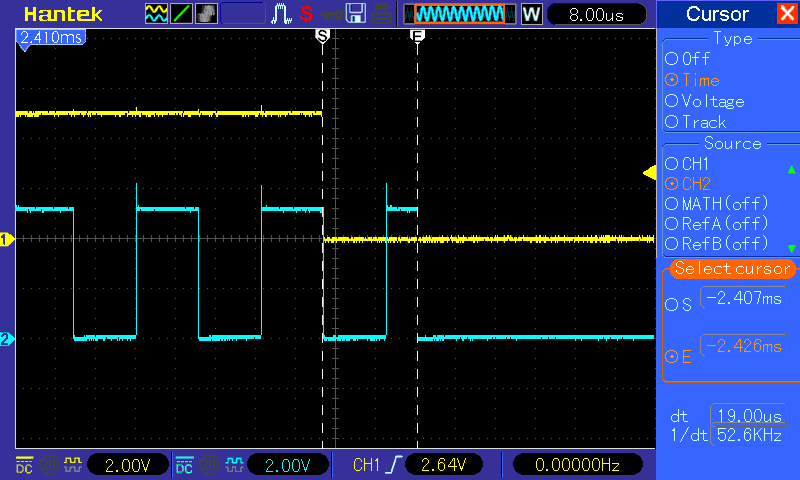 Hantek S W 8.00us
2.410ms
S E
1
2
Cursor X
Type
Off
Time
Voltage
Track
Source
CH1
CH2
MATH(off)
RefA(off)
RefB(off)
Select cursor
S -2.407ms
E -2.426ms
dt 19.00us
1/dt 52.6KHz
DC 20 2.00V DC 20 2.00V CH1 2.64V 0.00000Hz